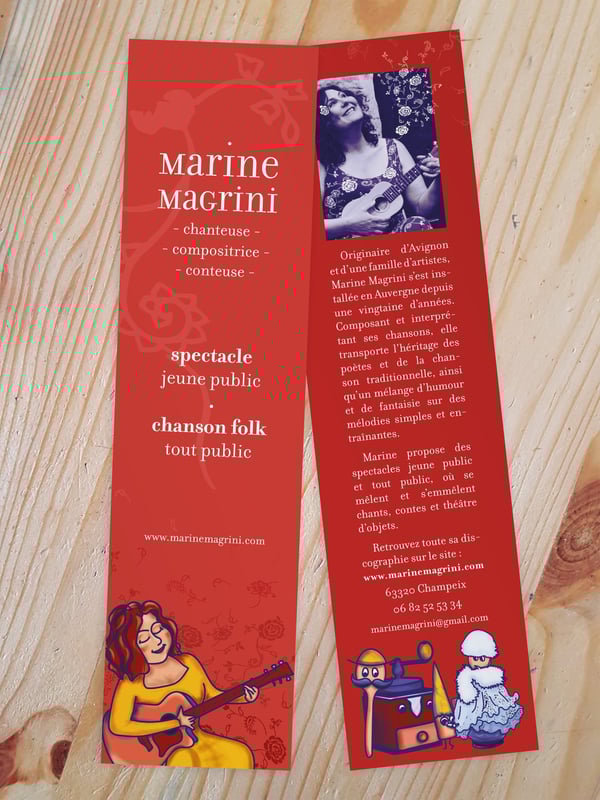 Marine
Magrini
- chanteuse -
- compositrice -
- conteuse -
spectacle
jeune public
•
chanson folk
tout public
www.marinemagrini.com
Originaire d'Avignon
et d'une famille d'artistes,
Marine Magrini s'est ins-
tallée en Auvergne depuis
une vingtaine d'années.
Composant et interpré-
tant ses chansons, elle
transporte l'héritage des
poètes et de la chan-
son traditionnelle, ainsi
qu'un mélange d'humour
et de fantaisie sur des
mélodies simples et en-
traînantes.
Marine propose des
spectacles jeune public
et tout public, où se
mêlent et s'emmêlent
chants, contes et théâtre
d'objets.
Retrouvez toute sa dis-
cographie sur le site :
www.marinemagrini.com
63320 Champeix
06 82 52 53 34
marinemagrini@gmail.com